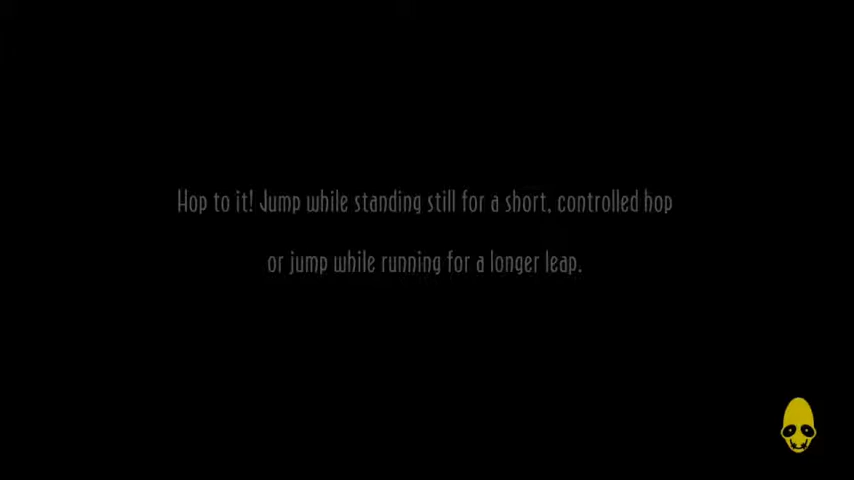 Hop to it! Jump while standing still for a short, controlled hop
or jump while running for a longer leap.